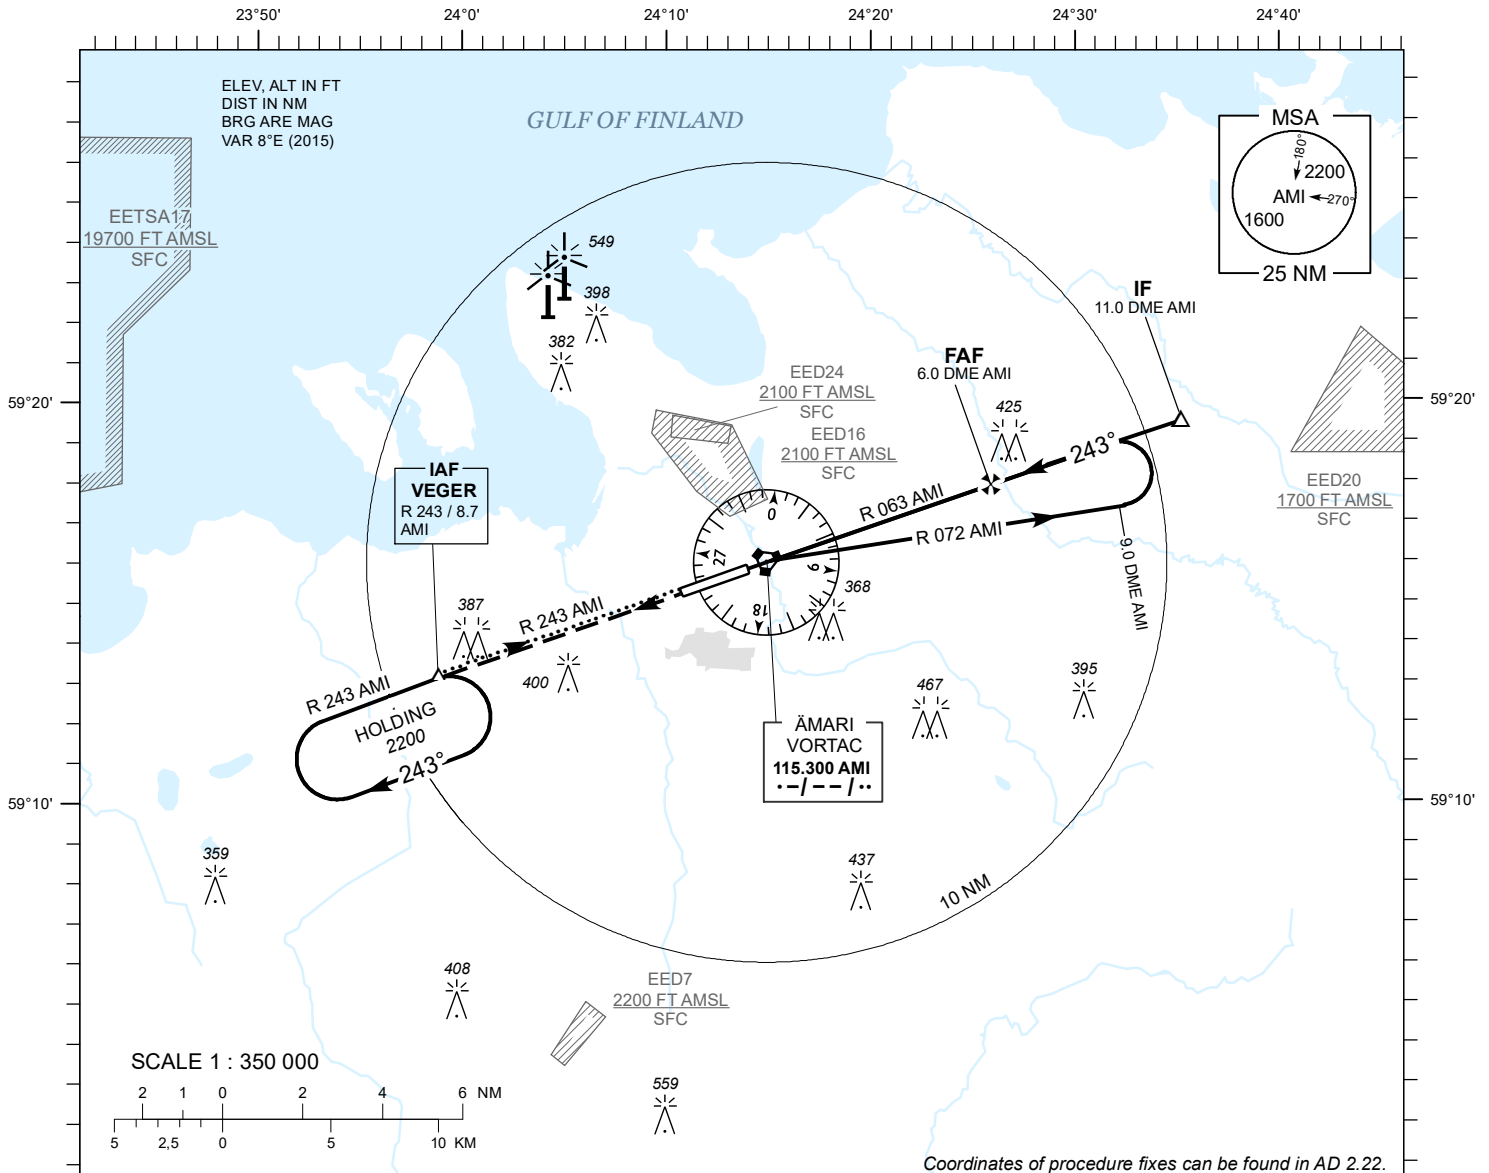 23°50'
24°0'
24°10'
24°20'
24°30'
24°40'
ELEV, ALT IN FT
DIST IN NM
BRG ARE MAG
VAR 8°E (2015)
GULF OF FINLAND
MSA
180°
2200
AMI
270°
1600
25 NM
EETSA17
19700 FT AMSL
SFC
549
398
382
IF
11.0 DME AMI
FAF
6.0 DME AMI
EED24
2100 FT AMSL
SFC
EED16
2100 FT AMSL
SFC
425
59°20'
59°20'
243°
IAF
VEGER
R 243 / 8.7
AMI
EED20
1700 FT AMSL
SFC
R 063 AMI
R 072 AMI
9.0 DME AMI
0
9
18
27
368
387
R 243 AMI
400
R 243 AMI
HOLDING
2200
243°
467
395
ÄMARI
VORTAC
115.300 AMI
59°10'
59°10'
359
437
10 NM
408
EED7
2200 FT AMSL
SFC
559
SCALE 1 : 350 000
2 1 0 2 4 6 NM
5 2,5 0 5 10 KM
Coordinates of procedure fixes can be found in AD 2.22.